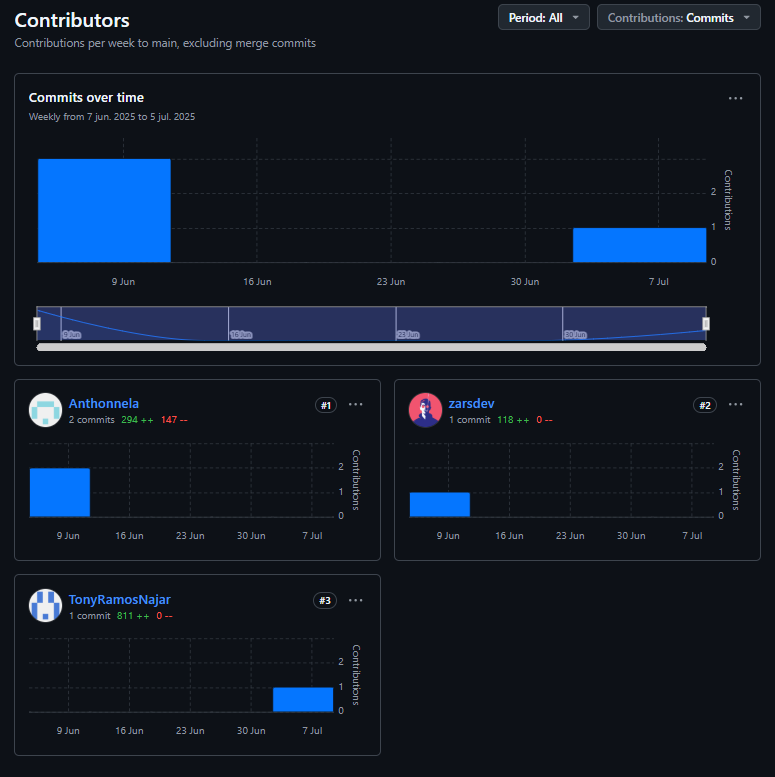 Contributors
Period: All
Contributions: Commits
Contributions per week to main, excluding merge commits
Commits over time
Weekly from 7 jun. 2025 to 5 jul. 2025
Contributions
2
1
0
9 Jun 16 Jun 23 Jun 30 Jun 7 Jul
9 Jun 16 Jun 23 Jun 30 Jun
Anthonnela #1
2 commits 294 ++ 147 --
Contributions
2
1
0
9 Jun 16 Jun 23 Jun 30 Jun 7 Jul
zarsdev #2
1 commit 118 ++ 0 --
Contributions
2
1
0
9 Jun 16 Jun 23 Jun 30 Jun 7 Jul
TonyRamosNajar #3
1 commit 811 ++ 0 --
Contributions
2
1
0
9 Jun 16 Jun 23 Jun 30 Jun 7 Jul